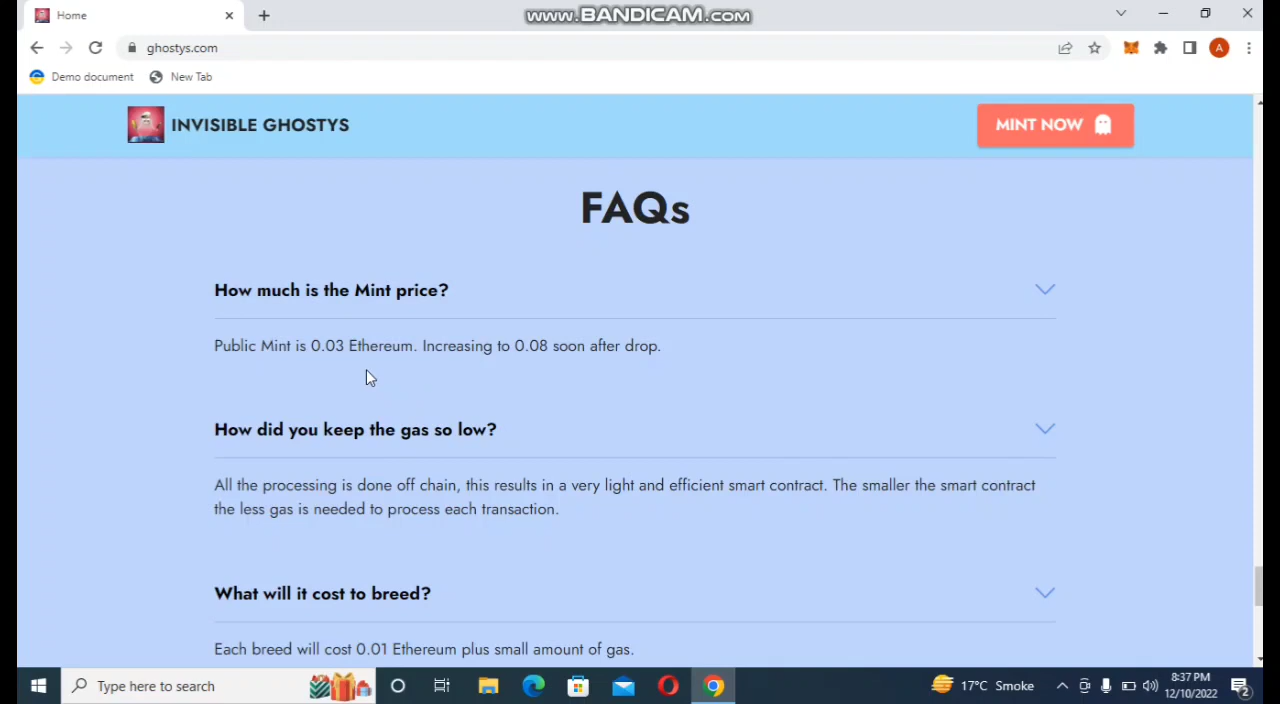 Home
www.BANDICAM.com
ghostys.com
A
Demo document
New Tab
INVISIBLE GHOSTYS
MINT NOW
FAQs
How much is the Mint price?
Public Mint is 0.03 Ethereum. Increasing to 0.08 soon after drop.
How did you keep the gas so low?
All the processing is done off chain, this results in a very light and efficient smart contract. The smaller the smart contract
the less gas is needed to process each transaction.
What will it cost to breed?
Each breed will cost 0.01 Ethereum plus small amount of gas.
Type here to search
17°C Smoke
8:37 PM
12/10/2022
2